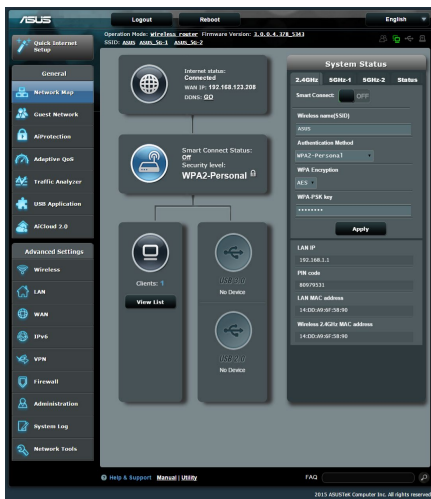 ASUS
Logout
Reboot
English
Quick Internet Setup
Operation Mode: Wireless router Firmware Version: 3.0.0.4.378_5343
SSID: ASUS ASUS_5G-1 ASUS_5G-2
General
Network Map
Guest Network
AiProtection
Adaptive QoS
Traffic Analyzer
USB Application
AiCloud 2.0
Advanced Settings
Wireless
LAN
WAN
IPv6
VPN
Firewall
Administration
System Log
Network Tools
Internet status:
Connected
WAN IP: 192.168.123.208
DDNS: GO
Smart Connect Status:
Off
Security level:
WPA2-Personal
Clients: 1
View List
USB 3.0
No Device
USB 2.0
No Device
System Status
2.4GHz 5GHz-1 5GHz-2 Status
Smart Connect: OFF
Wireless name(SSID)
ASUS
Authentication Method
WPA2-Personal
WPA Encryption
AES
WPA-PSK key
••••••••
Apply
LAN IP
192.168.1.1
PIN code
80979531
LAN MAC address
14:DD:A9:6F:58:90
Wireless 2.4GHz MAC address
14:DD:A9:6F:58:90
Help & Support Manual | Utility
FAQ
2015 ASUSTeK Computer Inc. All rights reserved